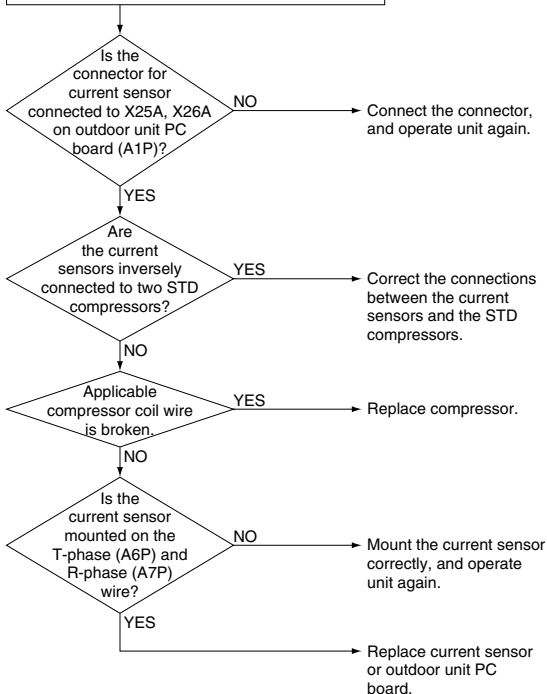 Is the
connector for
current sensor
connected to X25A, X26A
on outdoor unit PC
board (A1P)?
NO
Connect the connector,
and operate unit again.
YES
Are
the current
sensors inversely
connected to two STD
compressors?
YES
Correct the connections
between the current
sensors and the STD
compressors.
NO
Applicable
compressor coil wire
is broken.
YES
Replace compressor.
NO
Is the
current sensor
mounted on the
T-phase (A6P) and
R-phase (A7P)
wire?
NO
Mount the current sensor
correctly, and operate
unit again.
YES
Replace current sensor
or outdoor unit PC
board.